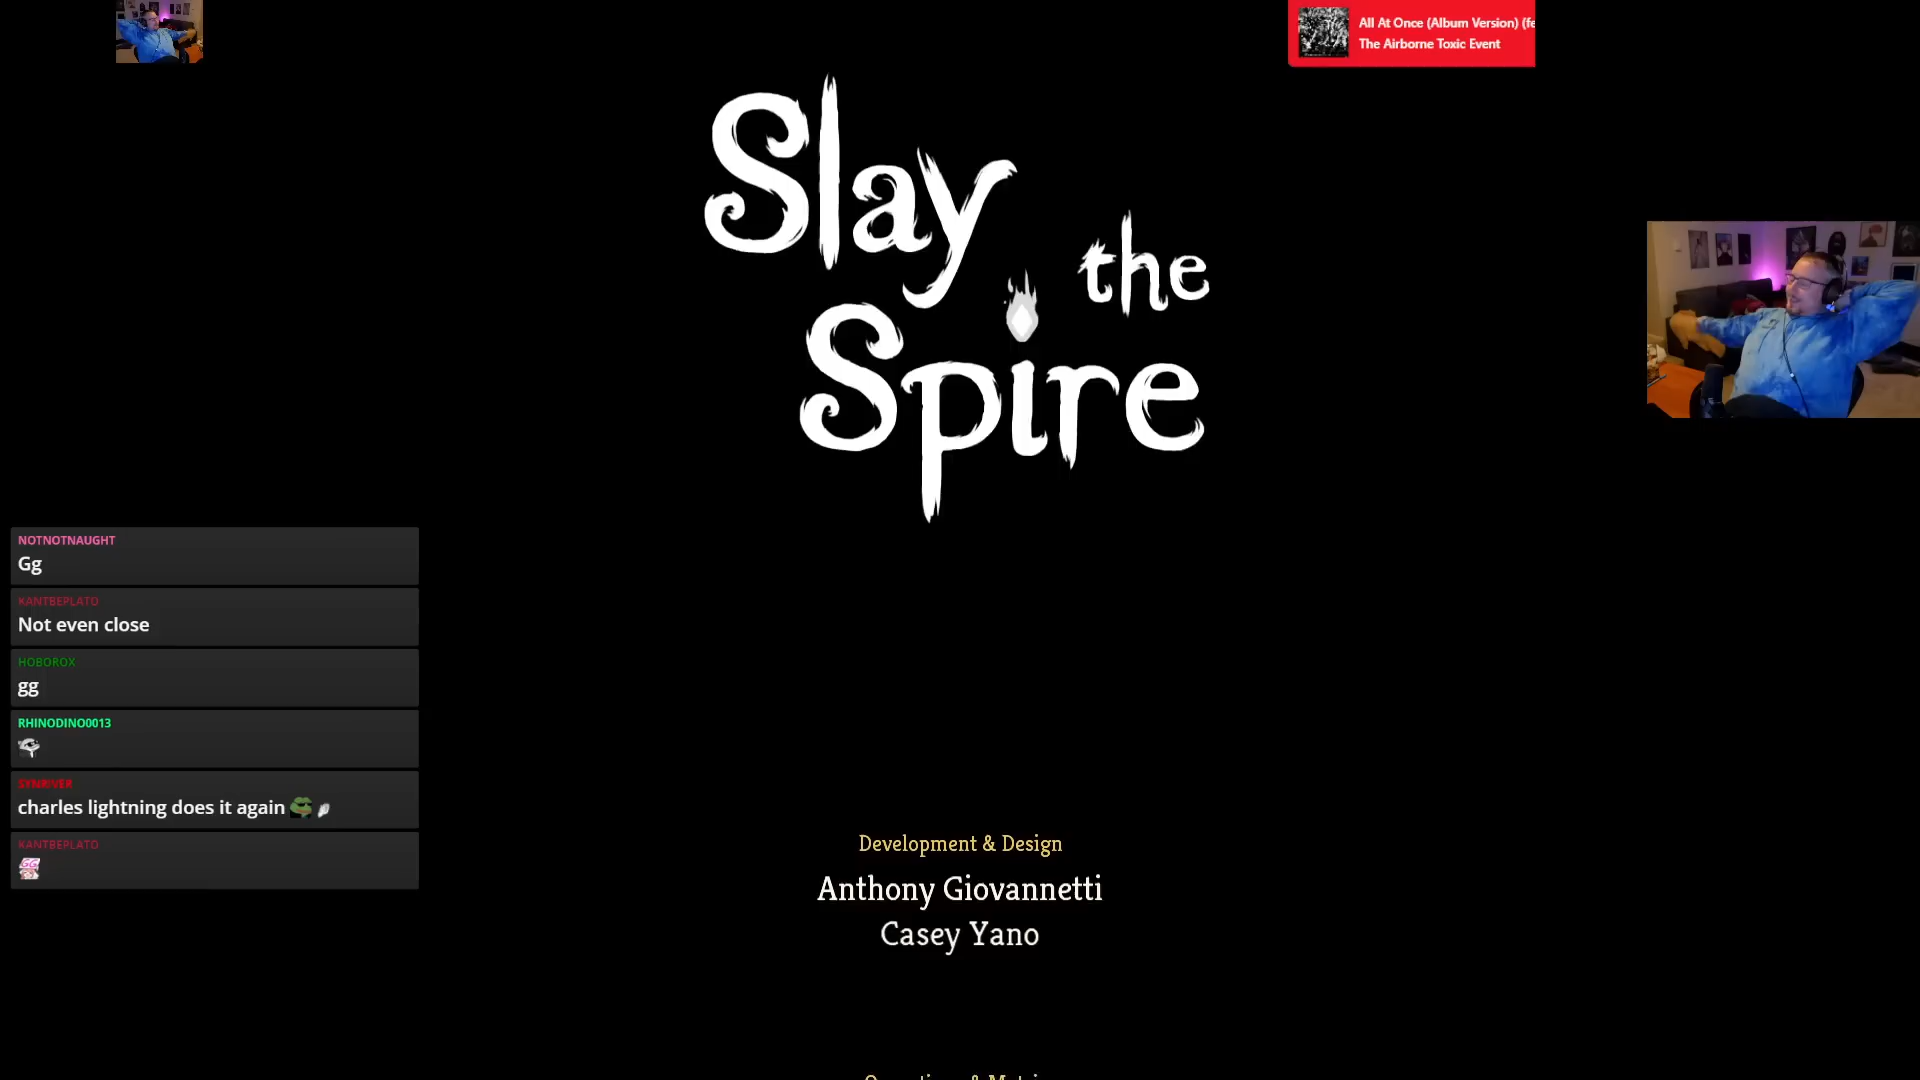 All At Once (Album Version) (fe
The Airborne Toxic Event
Slay
the
Spire
NOTNOTNAUGHT
Gg
KANTBEPLATO
Not even close
HOBOROX
gg
RHINODINO0013
SYNRIVER
charles lightning does it again
KANTBEPLATO
GG
Development & Design
Anthony Giovannetti
Casey Yano